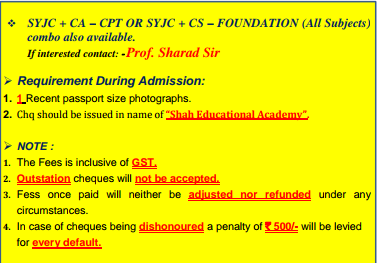 ❖ SYJC + CA – CPT OR SYJC + CS – FOUNDATION (All Subjects)
combo also available.
If interested contact: -Prof. Sharad Sir
➤ Requirement During Admission:
1. 1 Recent passport size photographs.
2. Chq should be issued in name of "Shah Educational Academy".
➤ NOTE :
1. The Fees is inclusive of GST.
2. Outstation cheques will not be accepted.
3. Fess once paid will neither be adjusted nor refunded under any
circumstances.
4. In case of cheques being dishonoured a penalty of ₹ 500/- will be levied
for every default.